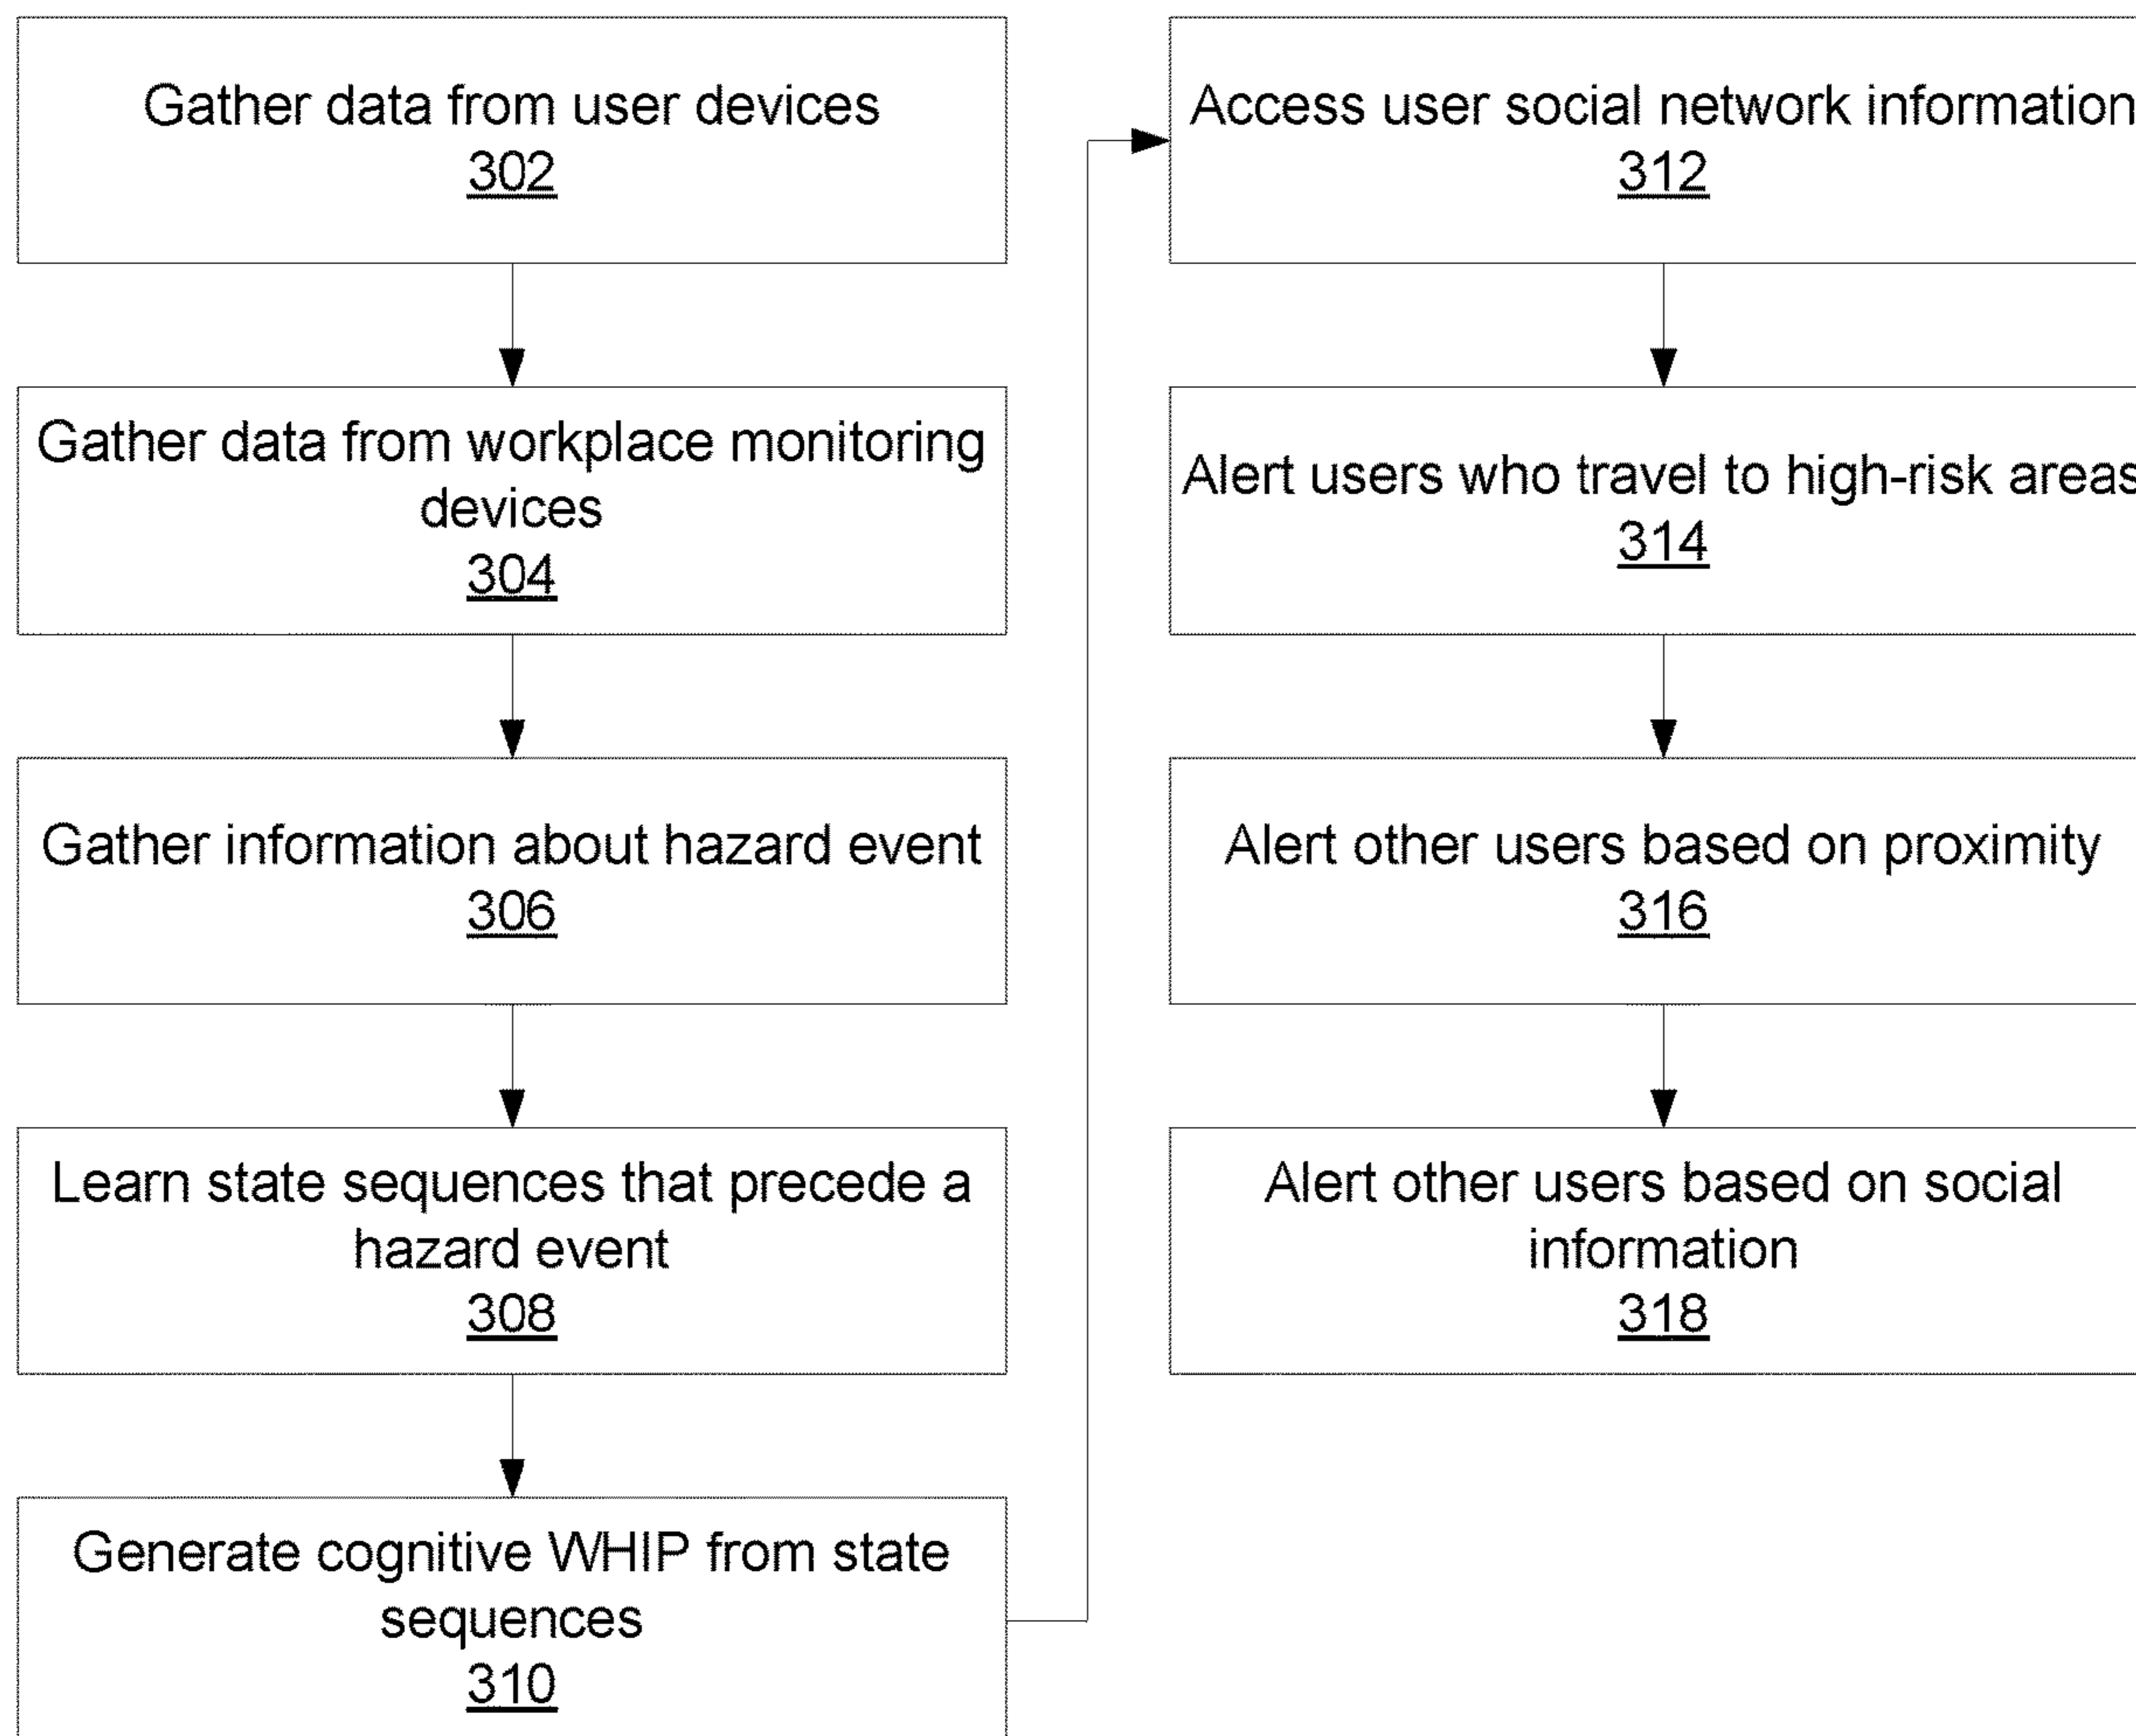 Gather data from user devices
302
Gather data from workplace monitoring
devices
304
Gather information about hazard event
306
Learn state sequences that precede a
hazard event
308
Generate cognitive WHIP from state
sequences
310
Access user social network information
312
Alert users who travel to high-risk areas
314
Alert other users based on proximity
316
Alert other users based on social
information
318